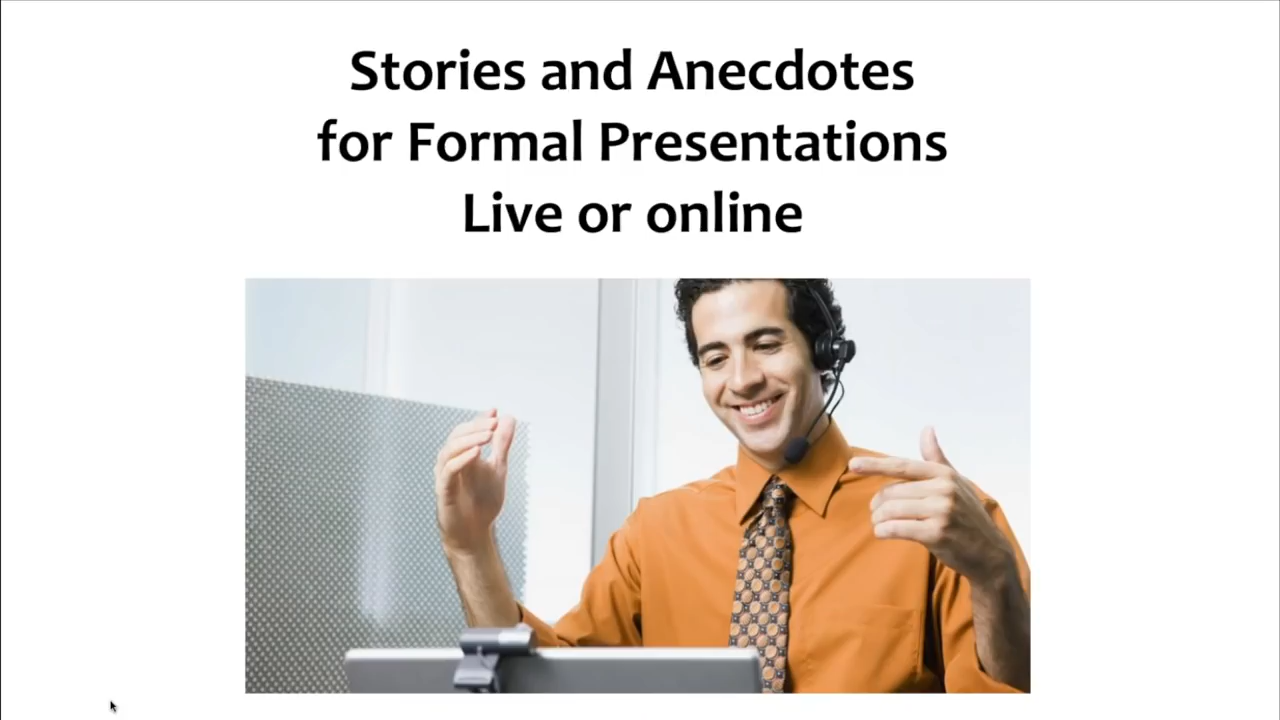 Stories and Anecdotes
for Formal Presentations
Live or online